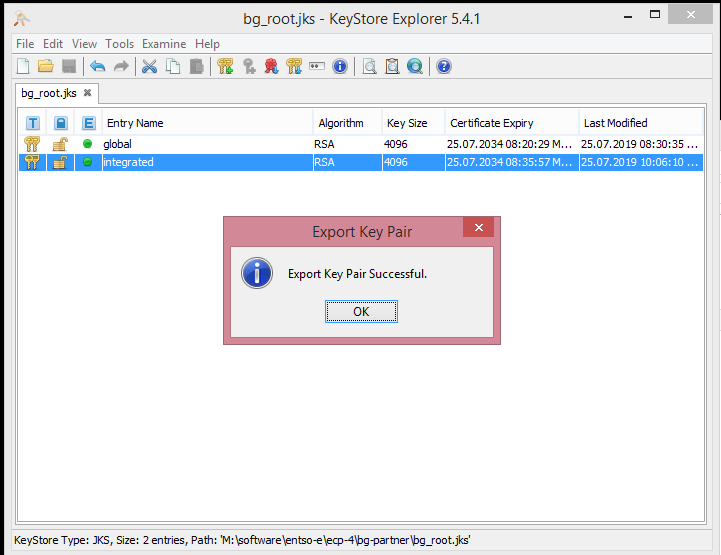 bg_root.jks - KeyStore Explorer 5.4.1
File Edit View Tools Examine Help
bg_root.jks
T E Entry Name Algorithm Key Size Certificate Expiry Last Modified
global RSA 4096 25.07.2034 08:20:29 M... 25.07.2019 08:30:35 ...
integrated RSA 4096 25.07.2034 08:35:57 M... 25.07.2019 10:06:10 ...
Export Key Pair
Export Key Pair Successful.
OK
KeyStore Type: JKS, Size: 2 entries, Path: 'M:\software\entso-e\ecp-4\bg-partner\bg_root.jks'